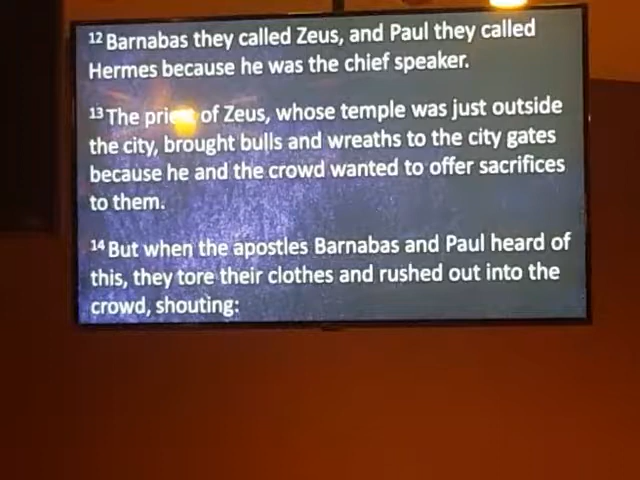 12 Barnabas they called Zeus, and Paul they called
Hermes because he was the chief speaker.
13 The priest of Zeus, whose temple was just outside
the city, brought bulls and wreaths to the city gates
because he and the crowd wanted to offer sacrifices
to them.
14 But when the apostles Barnabas and Paul heard of
this, they tore their clothes and rushed out into the
crowd, shouting: